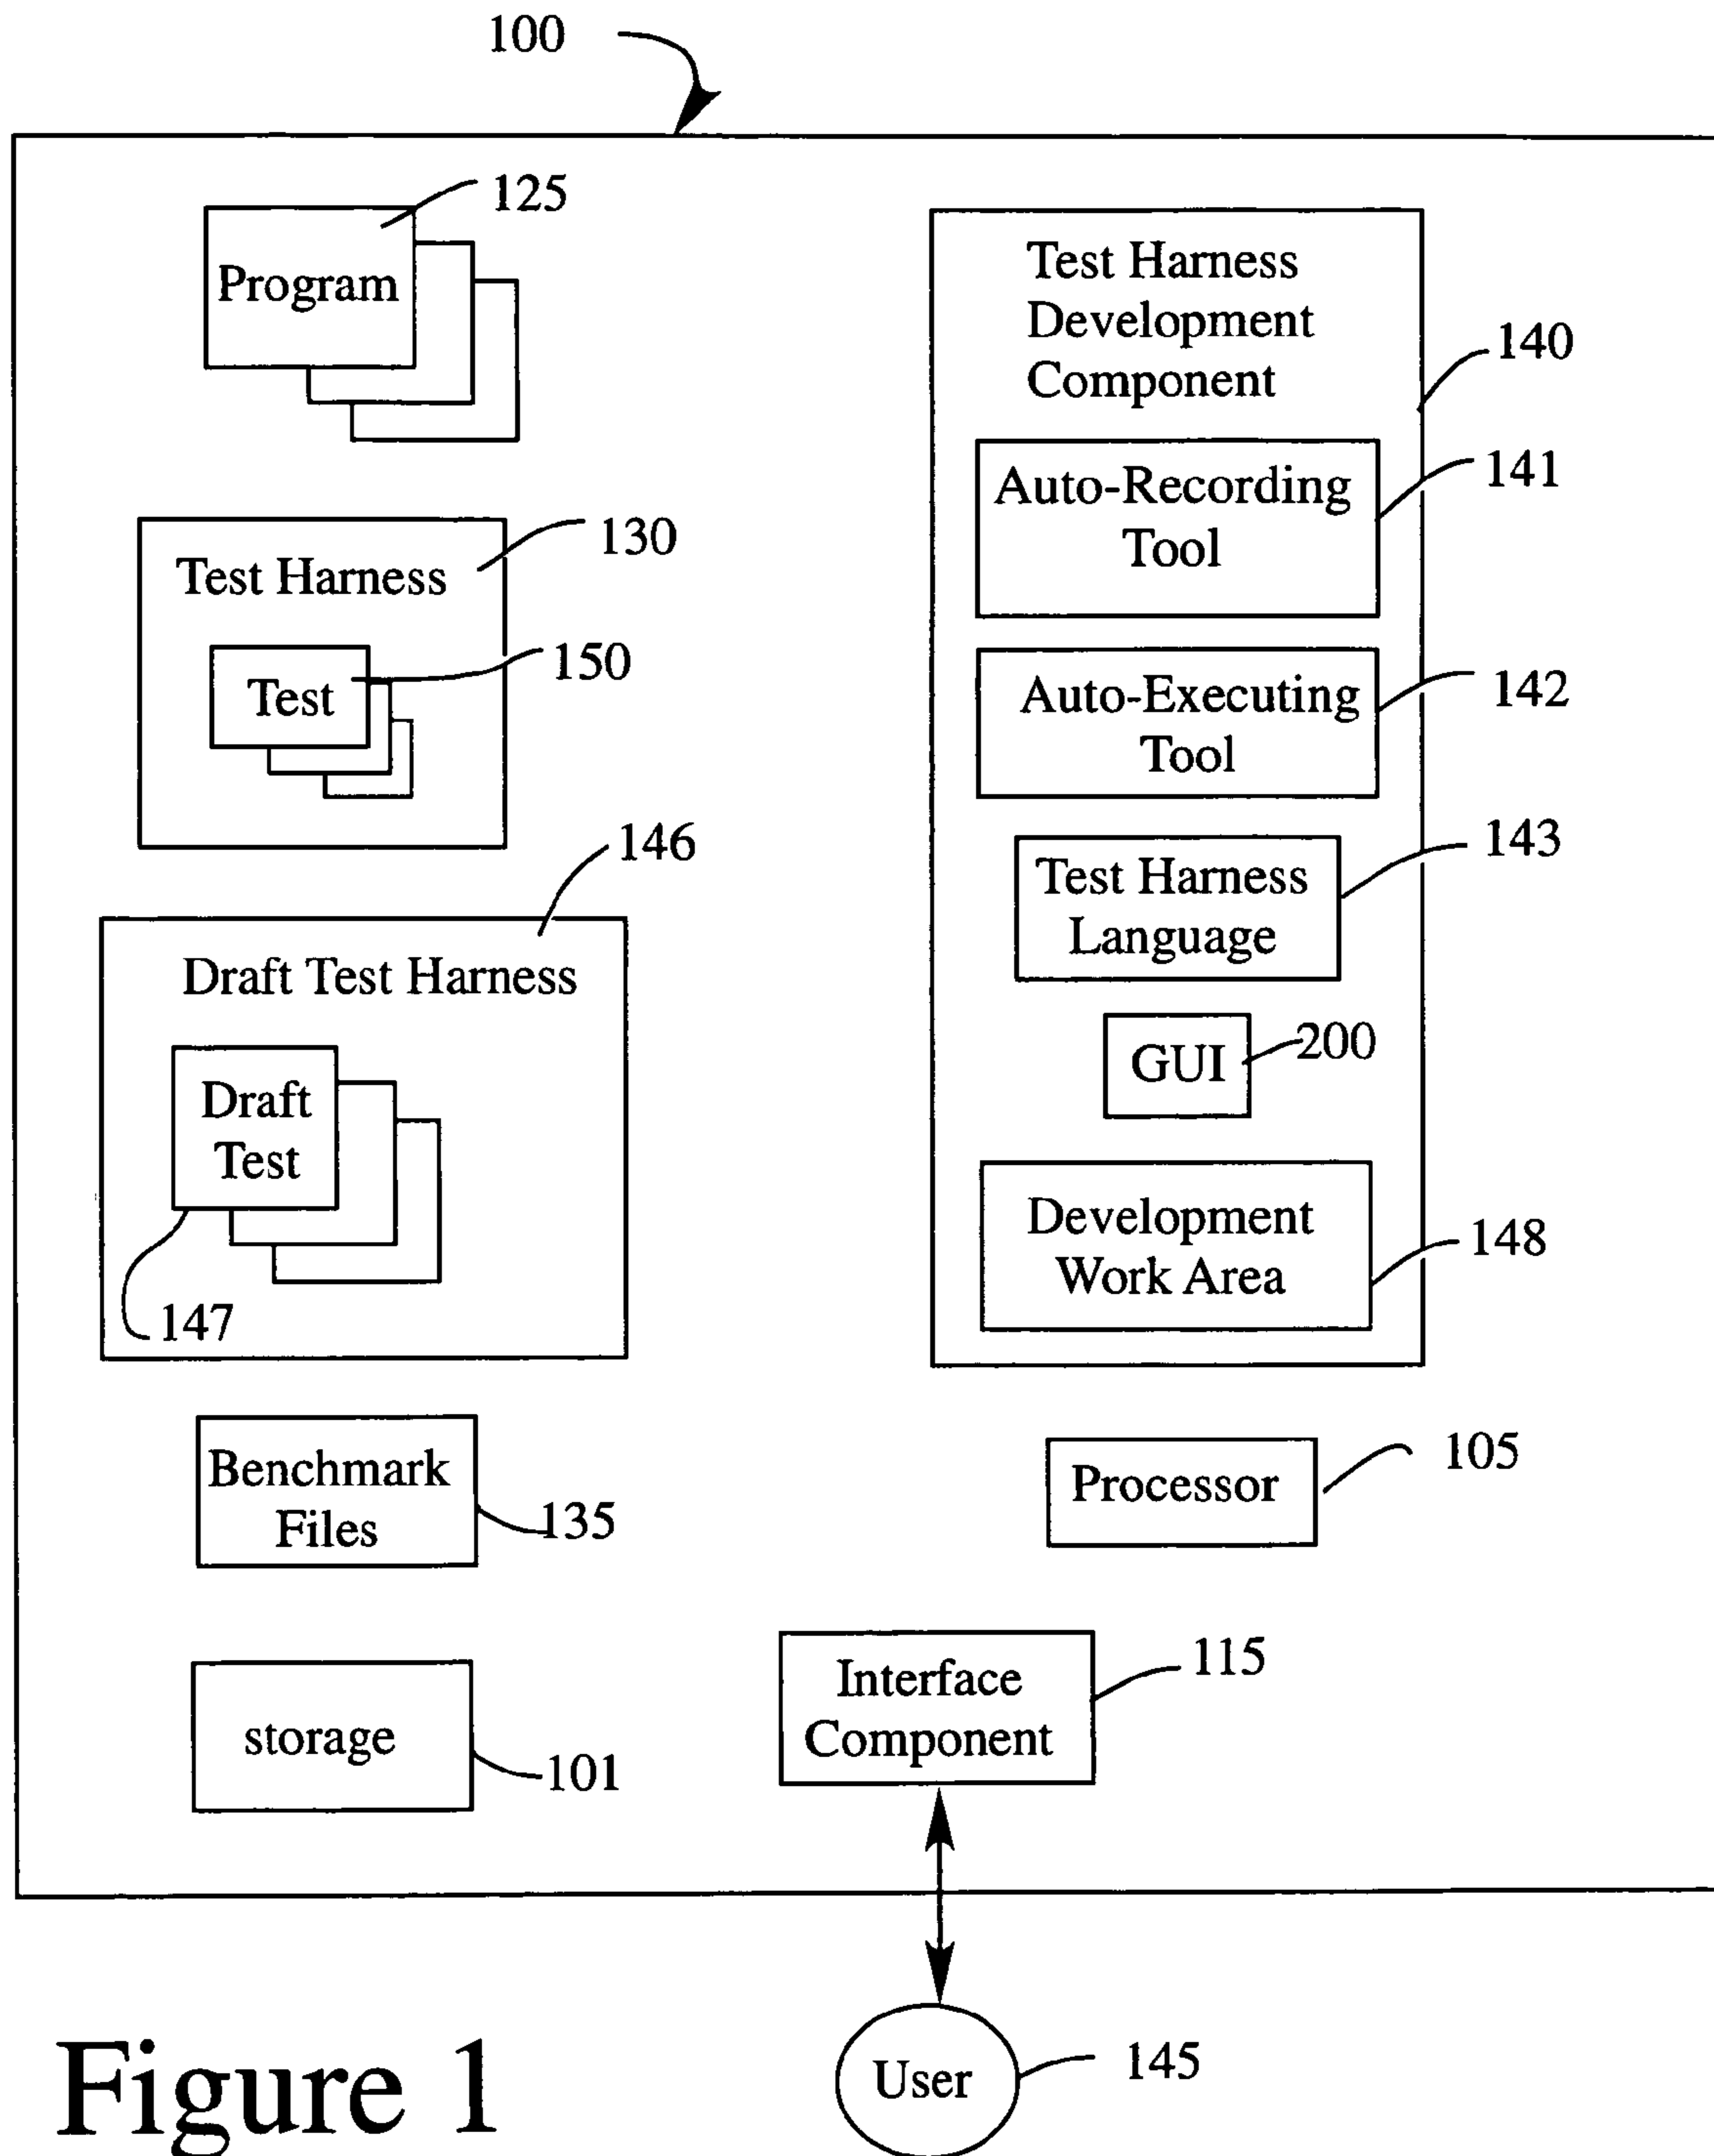 100
125
Program
Test Harness
Development
Component
140
Auto-Recording
Tool
141
130
Test Harness
150
Test
Auto-Executing
Tool
142
146
Test Harness
Language
143
Draft Test Harness
Draft
Test
147
GUI
200
Development
Work Area
148
Benchmark
Files
135
Processor
105
storage
101
Interface
Component
115
User
145
Figure 1